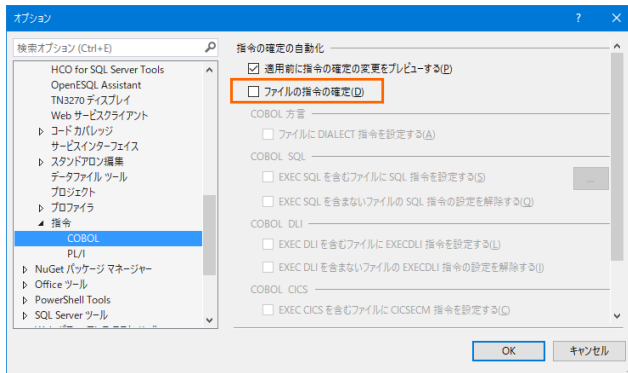 オプション
? ×
検索オプション (Ctrl+E)
HCO for SQL Server Tools
OpenESQL Assistant
TN3270 ディスプレイ
Web サービスクライアント
コード カバレッジ
サービスインターフェイス
スタンドアロン編集
データファイル ツール
プロジェクト
プロファイラ
指令
COBOL
PL/I
NuGet パッケージ マネージャー
Office ツール
PowerShell Tools
SQL Server ツール
指令の確定の自動化
適用前に指令の確定の変更をプレビューする(P)
ファイルの指令の確定(D)
COBOL 方言
ファイルに DIALECT 指令を設定する(A)
COBOL SQL
EXEC SQL を含むファイルに SQL 指令を設定する(S)
...
EXEC SQL を含まないファイルの SQL 指令の設定を解除する(Q)
COBOL DLI
EXEC DLI を含むファイルに EXECDLI 指令を設定する(L)
EXEC DLI を含まないファイルの EXECDLI 指令の設定を解除する(I)
COBOL CICS
EXEC CICS を含むファイルに CICSECM 指令を設定する(C)
OK
キャンセル